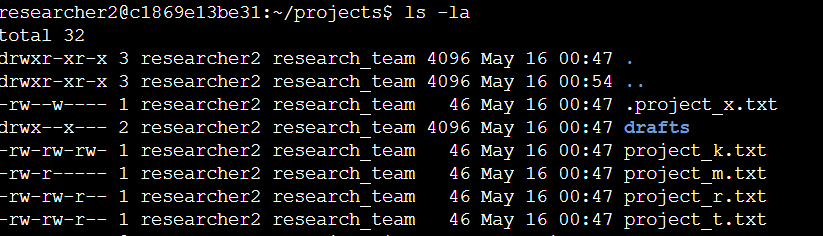 researcher2@c1869e13be31:~/projects$ ls -la
total 32
drwxr-xr-x 3 researcher2 research_team 4096 May 16 00:47 .
drwxr-xr-x 3 researcher2 research_team 4096 May 16 00:54 ..
-rw--w---- 1 researcher2 research_team   46 May 16 00:47 .project_x.txt
drwx--x--- 2 researcher2 research_team 4096 May 16 00:47 drafts
-rw-rw-rw- 1 researcher2 research_team   46 May 16 00:47 project_k.txt
-rw-r----- 1 researcher2 research_team   46 May 16 00:47 project_m.txt
-rw-rw-r-- 1 researcher2 research_team   46 May 16 00:47 project_r.txt
-rw-rw-r-- 1 researcher2 research_team   46 May 16 00:47 project_t.txt